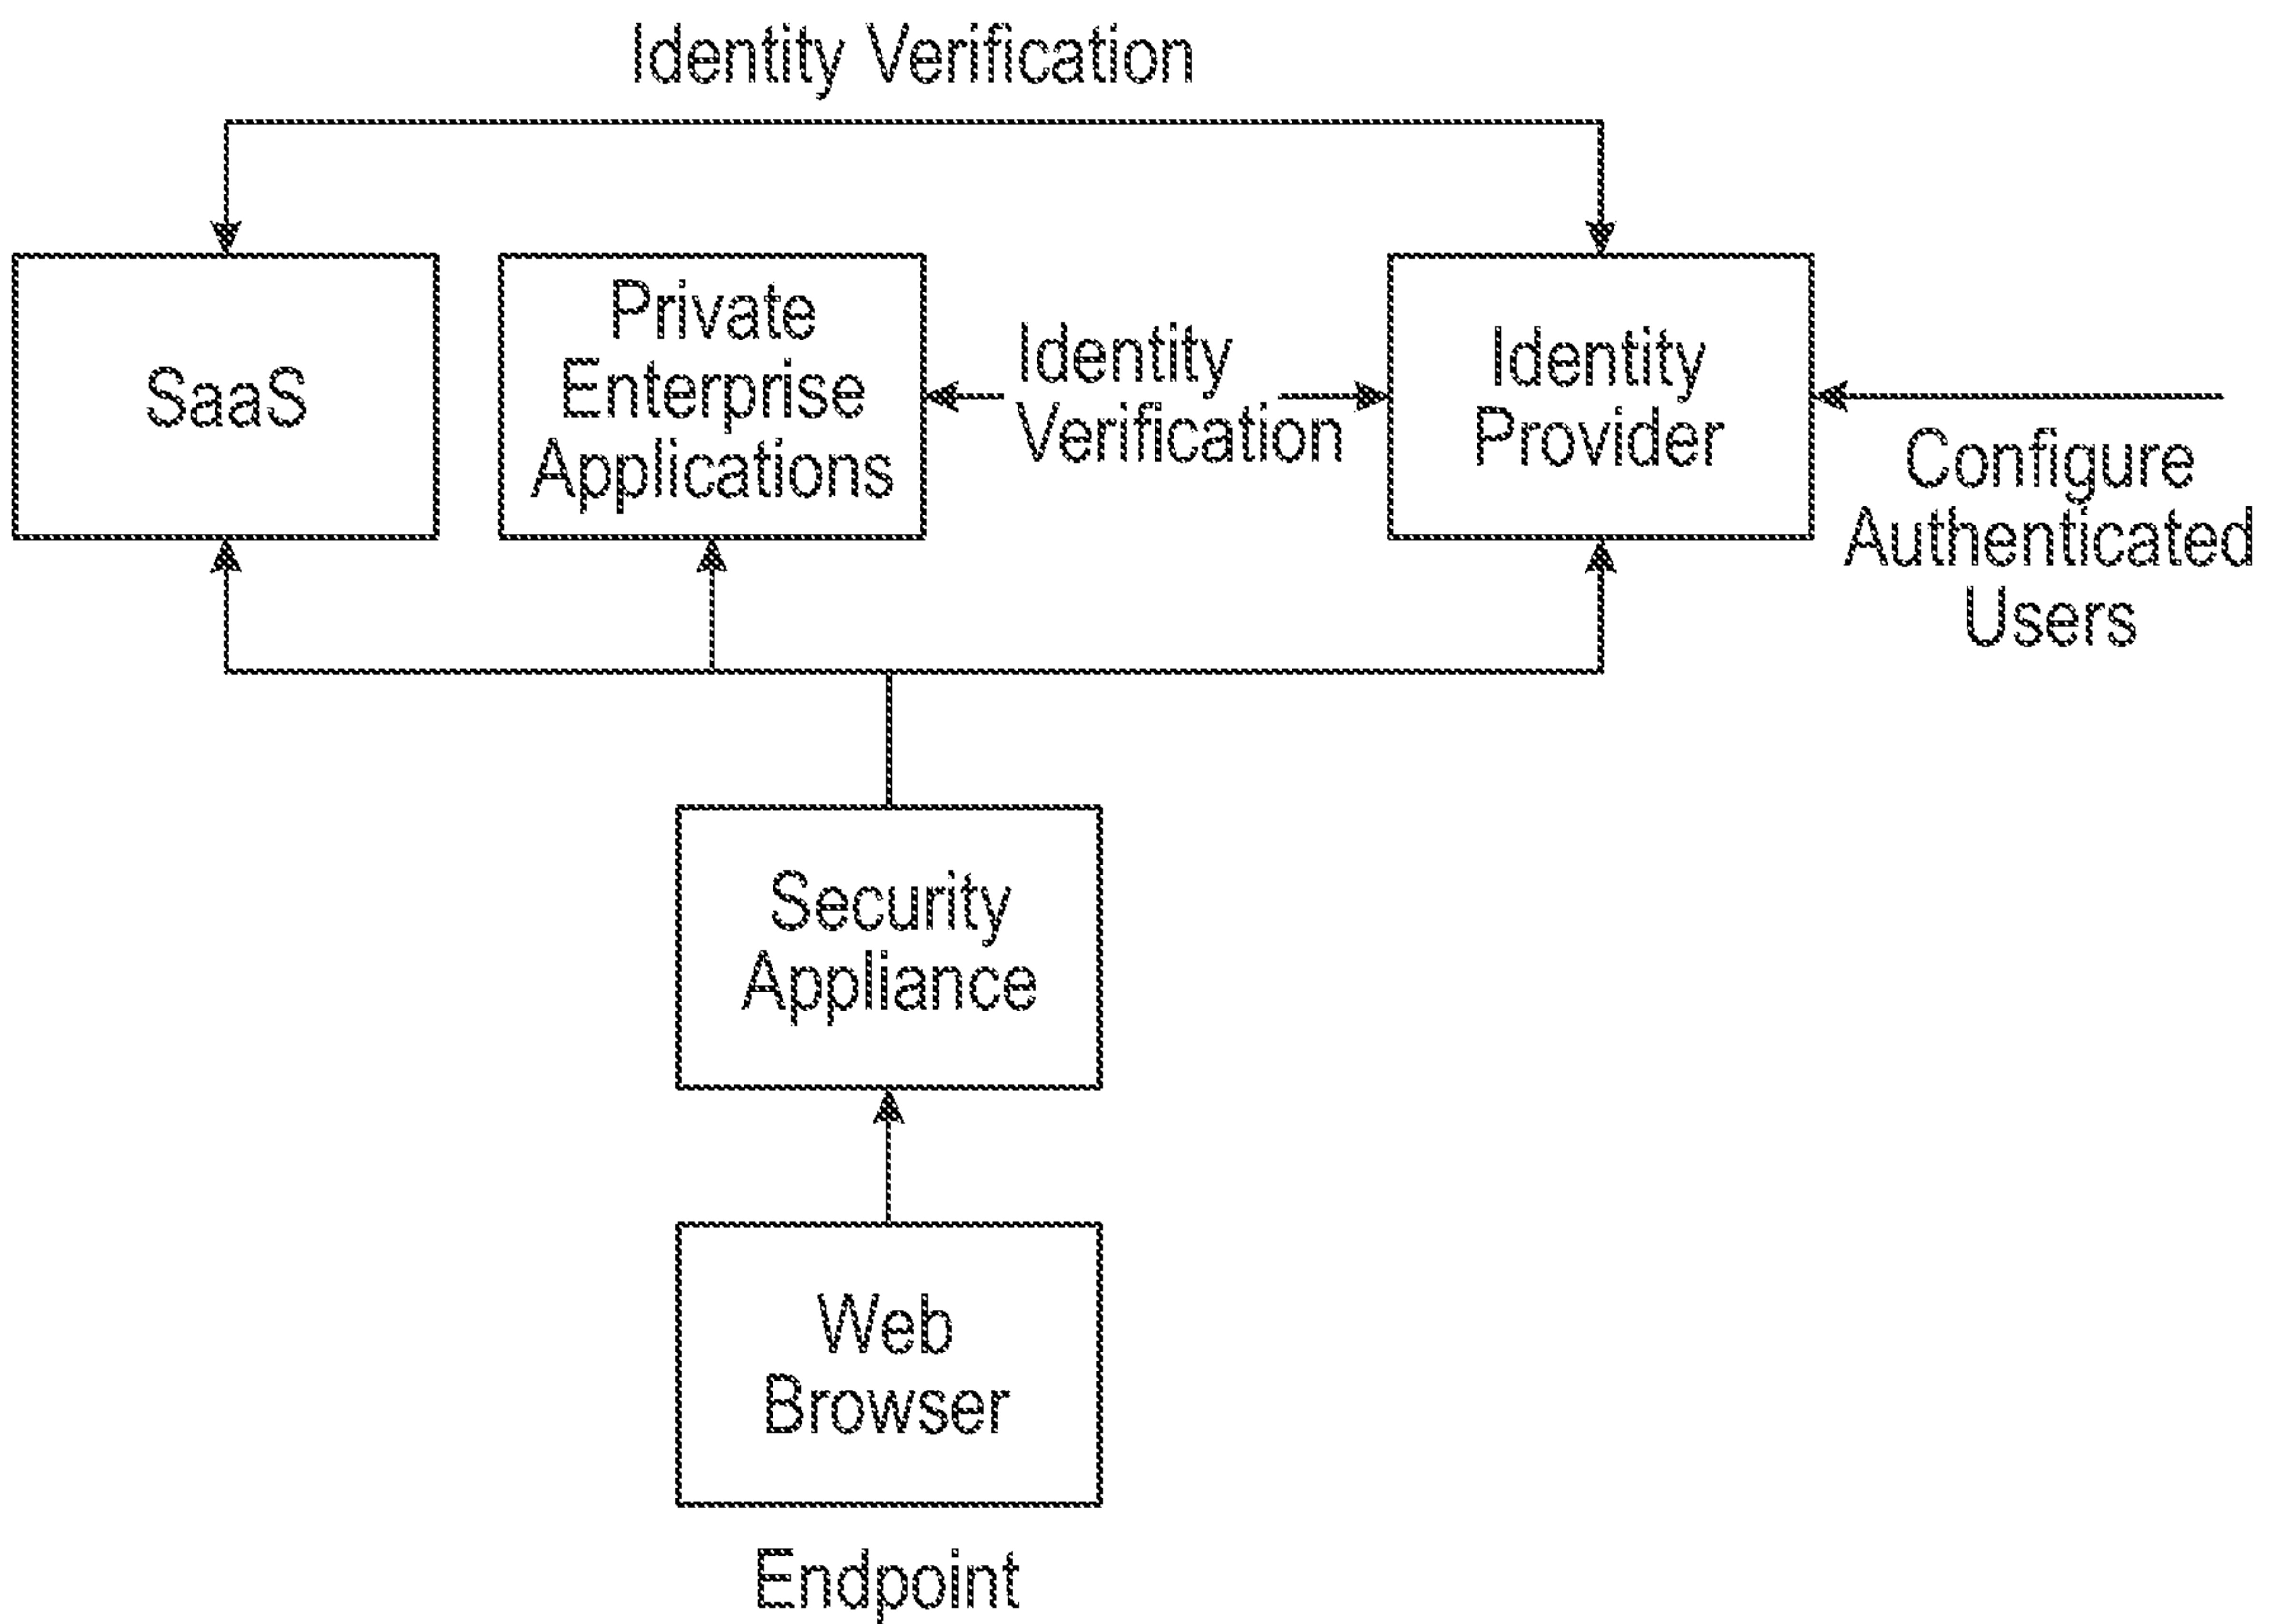 Identity Verification
SaaS
Private
Enterprise
Applications
Identity
Verification
Identity
Provider
Configure
Authenticated
Users
Security
Appliance
Web
Browser
Endpoint